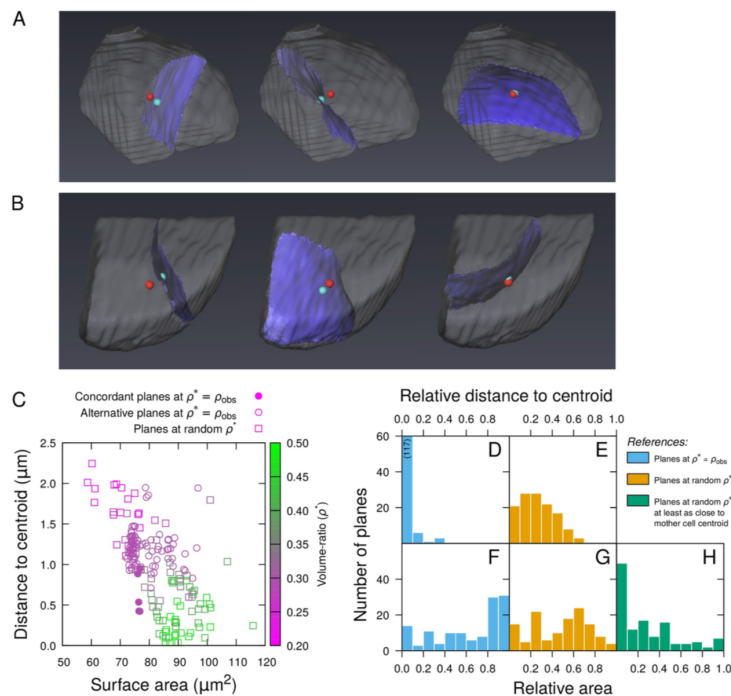 A
B
C
Concordant planes at ρ* = ρobs
Alternative planes at ρ* = ρobs
Planes at random ρ*
Distance to centroid (μm)
2.5
2.0
1.5
1.0
0.5
0.0
50 60 70 80 90 100 110 120
Surface area (μm²)
0.50
0.45
0.40
0.35
0.30
0.25
0.20
Volume-ratio (ρ*)
Relative distance to centroid
0.0 0.2 0.4 0.6 0.8 0.2 0.4 0.6 0.8 1.0
Number of planes
60
40
20
(117)
D
E
References:
Planes at ρ* = ρobs
Planes at random ρ*
Planes at random ρ*
at least as close to
mother cell centroid
40
20
0
F
G
H
0.0 0.2 0.4 0.6 0.8 0.0 0.2 0.4 0.6 0.8 0.0 0.2 0.4 0.6 0.8 1.0
Relative area